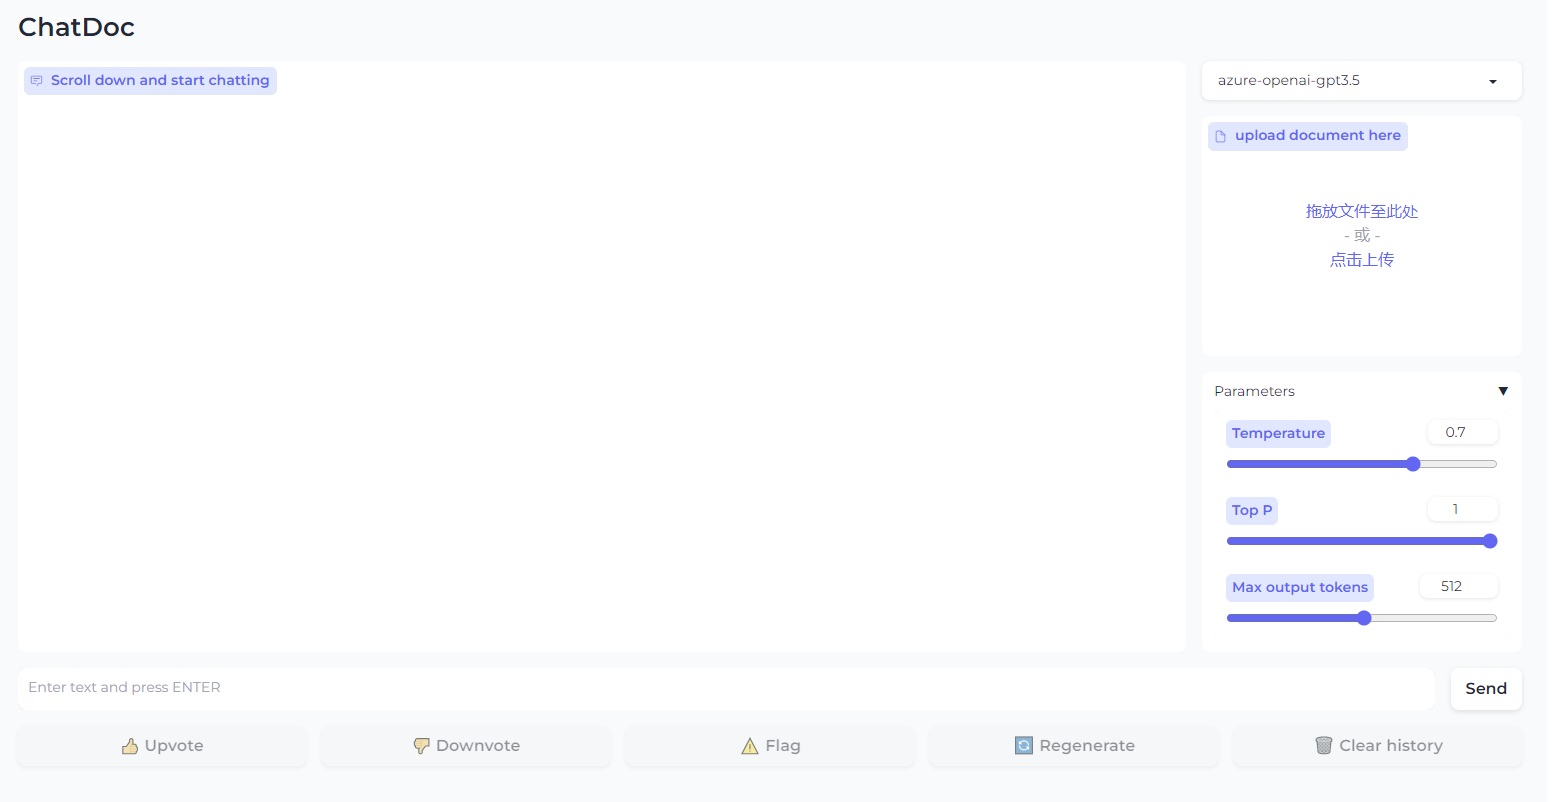 ChatDoc
Scroll down and start chatting
azure-openai-gpt3.5
upload document here
拖放文件至此处
- 或 -
点击上传
Parameters
Temperature
0.7
Top P
1
Max output tokens
512
Enter text and press ENTER
Send
Upvote
Downvote
Flag
Regenerate
Clear history